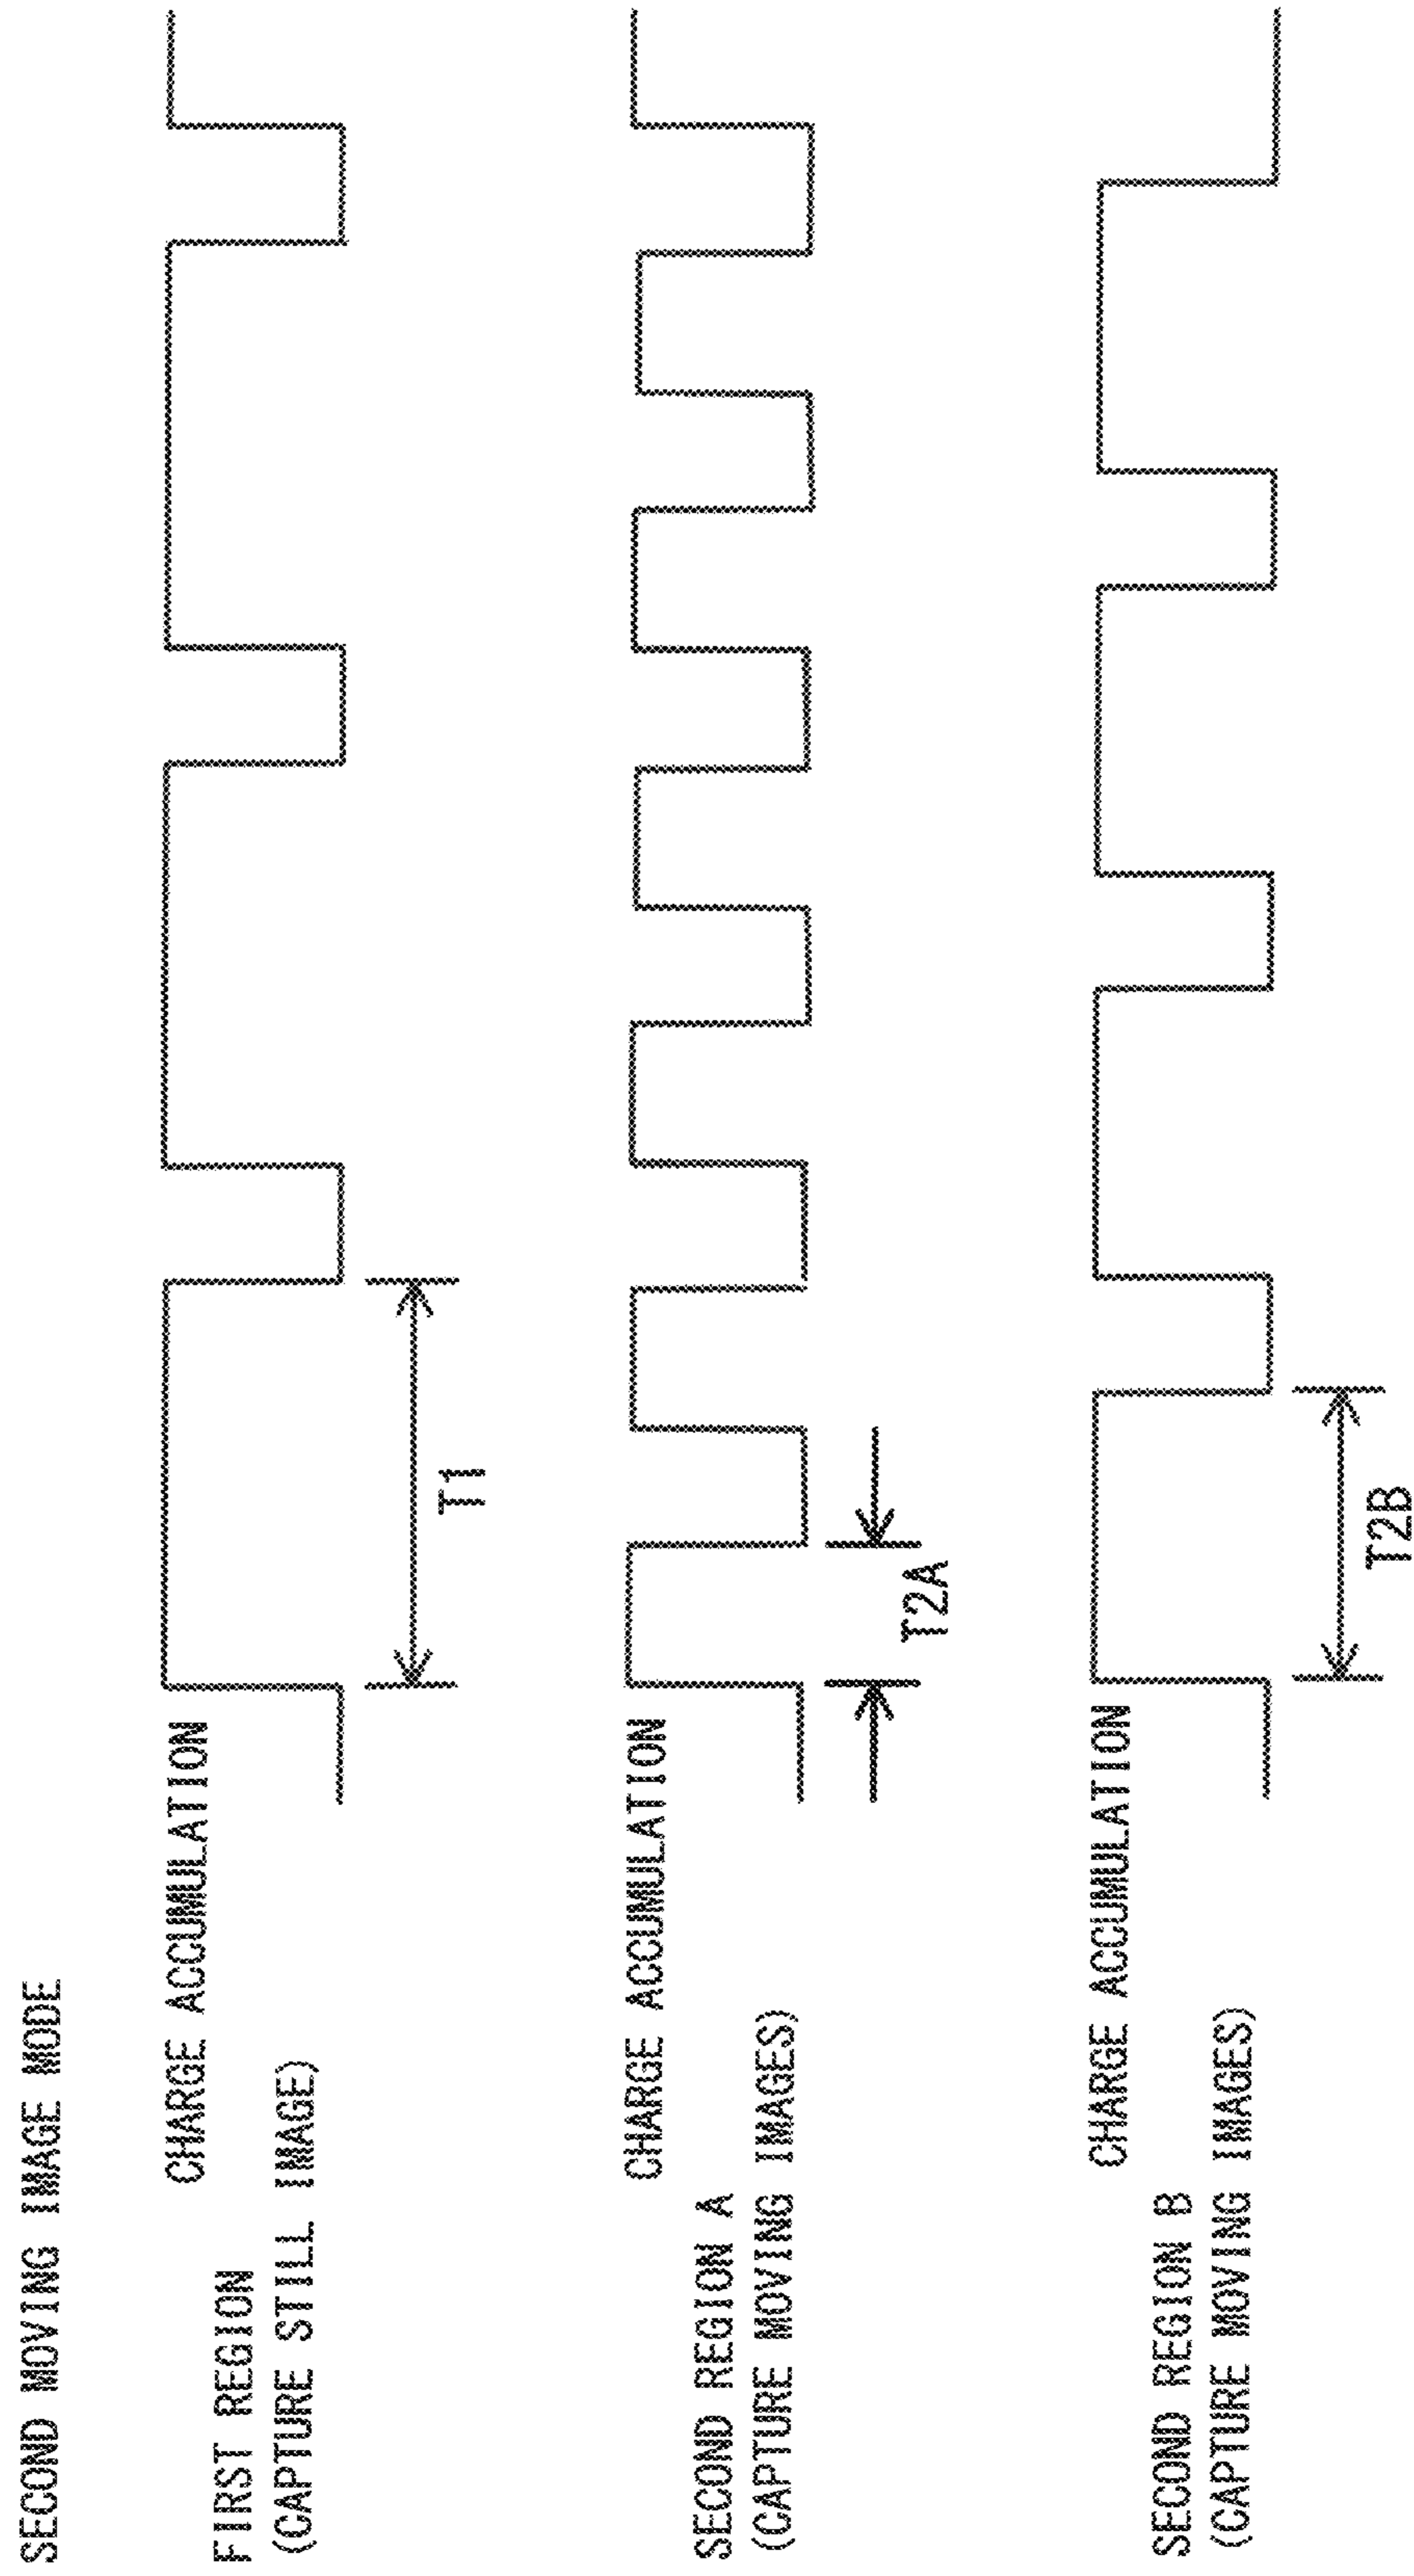 SECOND MOVING IMAGE MODE
CHARGE ACCUMULATION
FIRST REGION
(CAPTURE STILL IMAGE)
T1
CHARGE ACCUMULATION
SECOND REGION A
(CAPTURE MOVING IMAGES)
T2A
CHARGE ACCUMULATION
SECOND REGION B
(CAPTURE MOVING IMAGES)
T2B